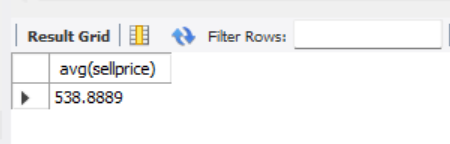 Result Grid Filter Rows:
avg(sellprice)
538.8889